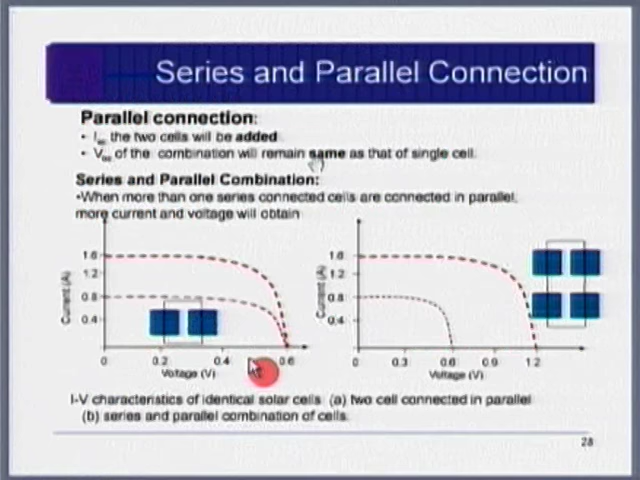 Series and Parallel Connection
Parallel connection:
• Isc the two cells will be added
• Voc of the combination will remain same as that of single cell.
Series and Parallel Combination:
•When more than one series connected cells are connected in parallel,
more current and voltage will obtain
Current (A)
1.6
1.2
0.8
0.4
0
0.2
0.4
0.6
Voltage (V)
Current (A)
1.6
1.2
0.8
0.4
0
0.3
0.6
0.9
1.2
Voltage (V)
I-V characteristics of identical solar cells (a) two cell connected in parallel
(b) series and parallel combination of cells.
28